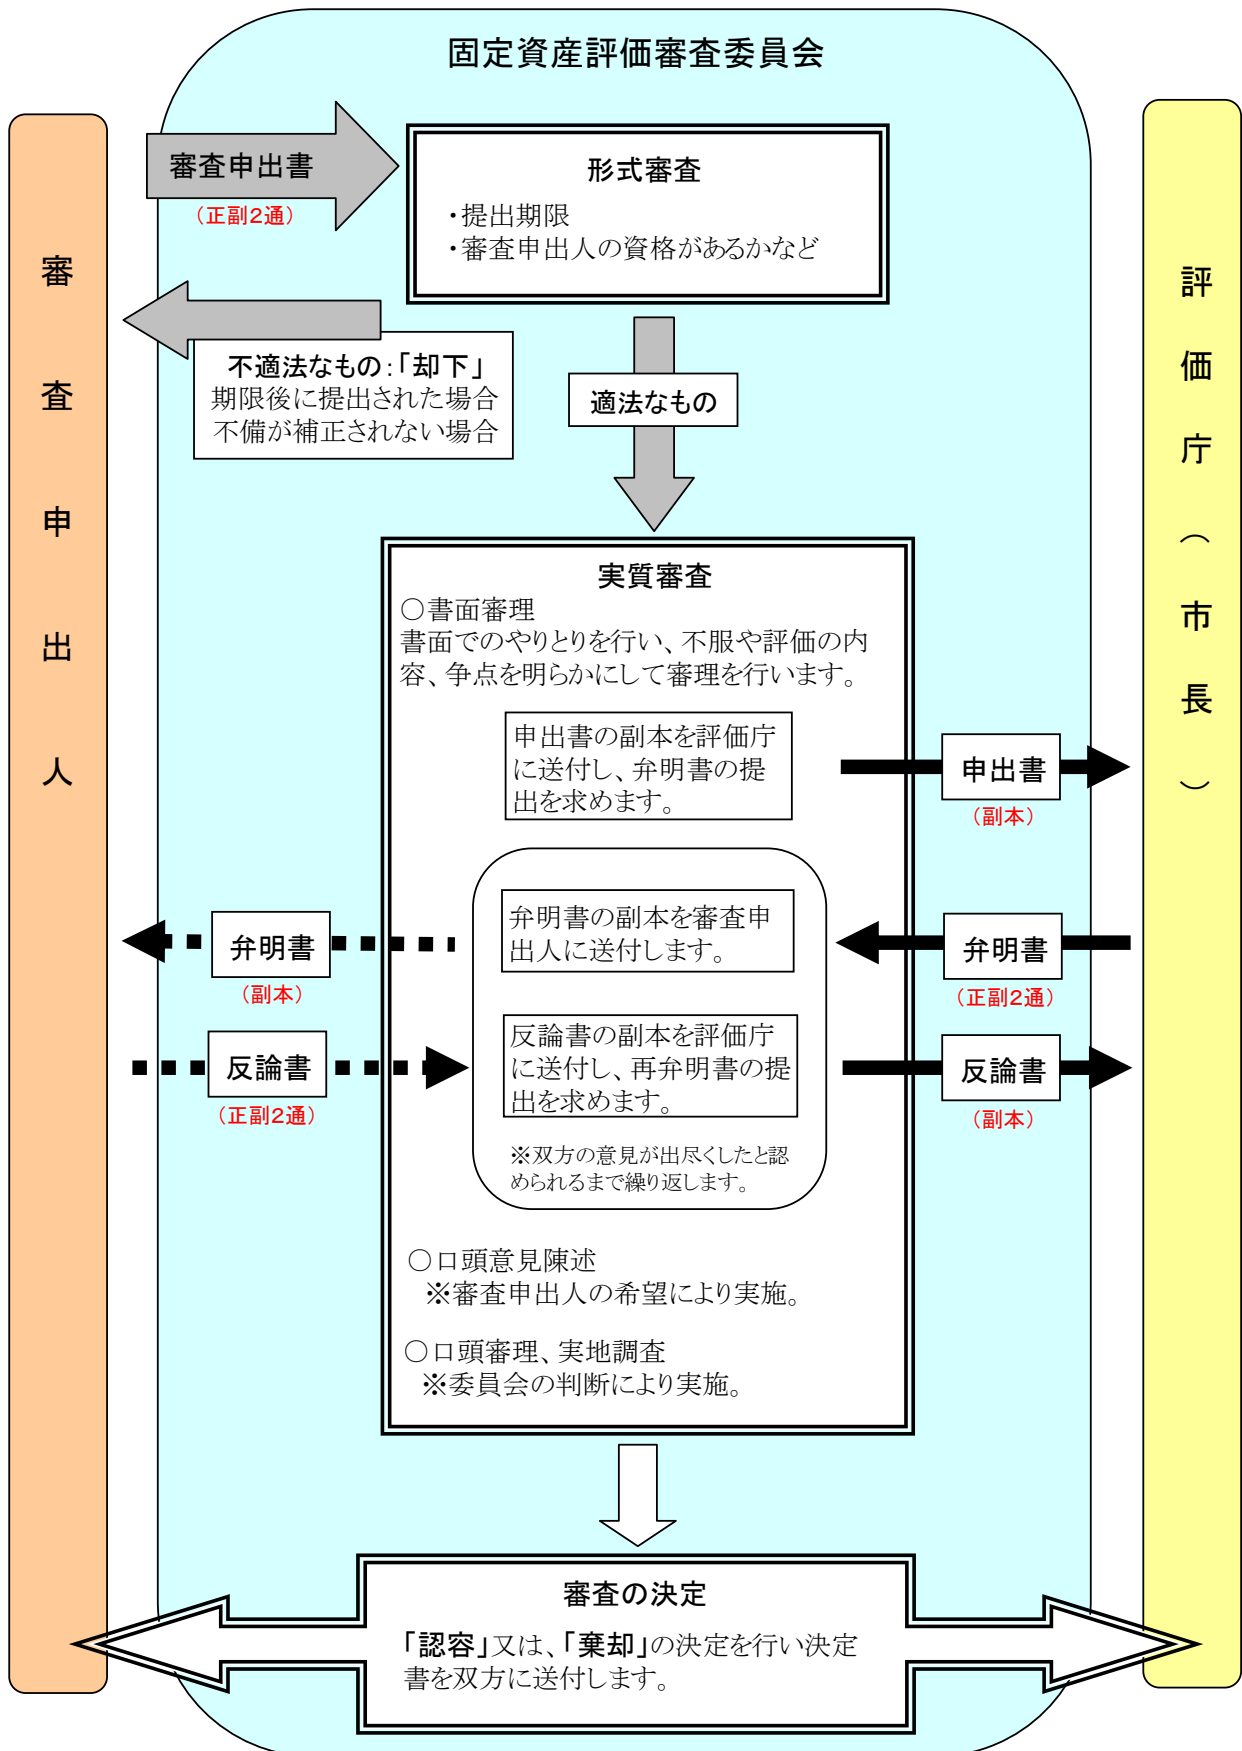 固定資産評価審査委員会
審査申出人
評価庁（市長）
審査申出書
（正副2通）
形式審査
・提出期限
・審査申出人の資格があるかなど
不適法なもの：「却下」
期限後に提出された場合
不備が補正されない場合
適法なもの
実質審査
○書面審理
書面でのやりとりを行い、不服や評価の内
容、争点を明らかにして審理を行います。
申出書の副本を評価庁
に送付し、弁明書の提
出を求めます。
申出書
（副本）
弁明書の副本を審査申
出人に送付します。
弁明書
（副本）
弁明書
（正副2通）
反論書の副本を評価庁
に送付し、再弁明書の提
出を求めます。
反論書
（正副2通）
反論書
（副本）
※双方の意見が出尽くしたと認
められるまで繰り返します。
○口頭意見陳述
※審査申出人の希望により実施。
○口頭審理、実地調査
※委員会の判断により実施。
審査の決定
「認容」又は、「棄却」の決定を行い決定
書を双方に送付します。